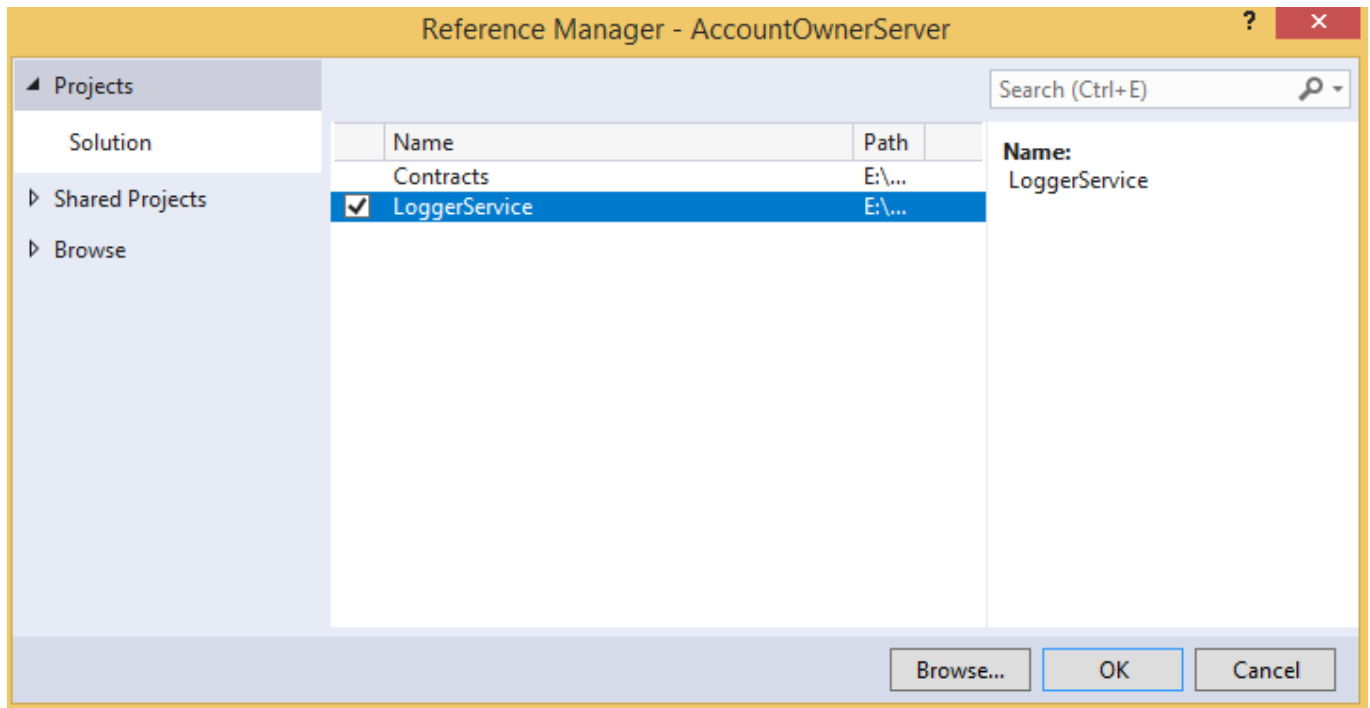 Reference Manager - AccountOwnerServer
?
Projects
Solution
Shared Projects
Browse
Search (Ctrl+E)
Name Path
Contracts E:\...
LoggerService E:\...
Name:
LoggerService
Browse... OK Cancel